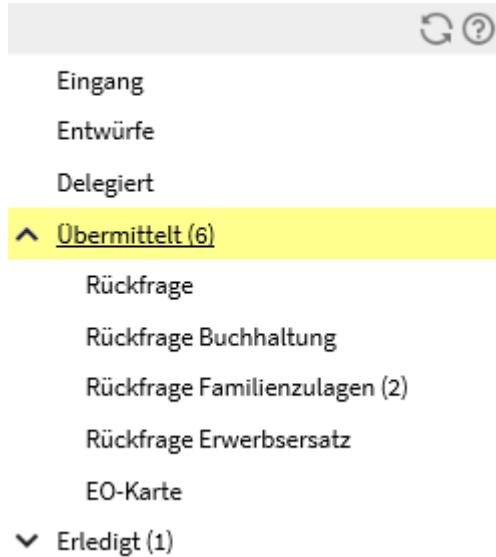 Eingang
Entwürfe
Delegiert
Übermittelt (6)
Rückfrage
Rückfrage Buchhaltung
Rückfrage Familienzulagen (2)
Rückfrage Erwerbsersatz
EO-Karte
Erledigt (1)